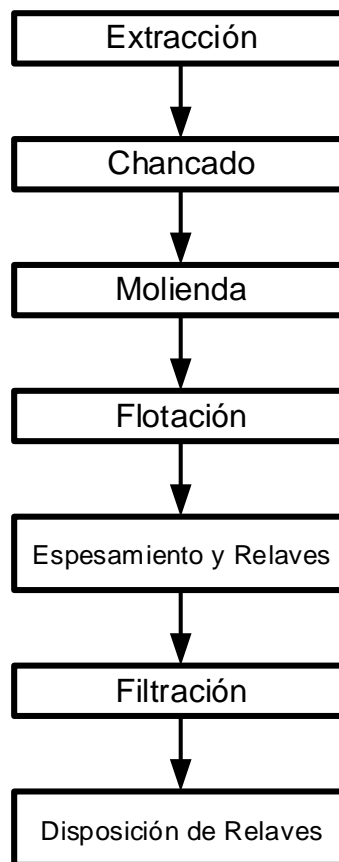 Extracción
Chancado
Molienda
Flotación
Espesamiento y Relaves
Filtración
Disposición de Relaves